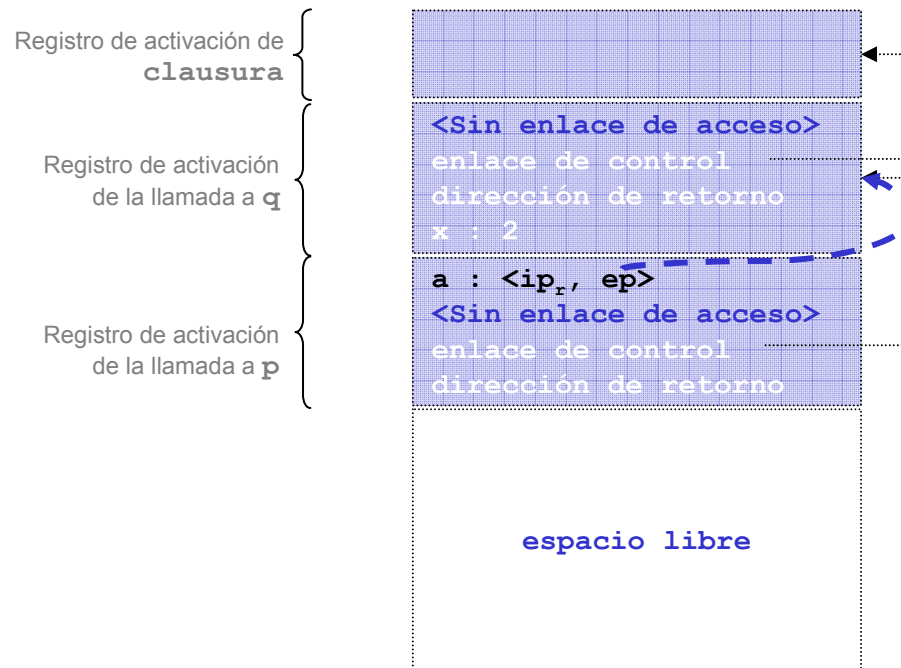 Registro de activación de
clausura
<Sin enlace de acceso>
enlace de control
dirección de retorno
x : 2
Registro de activación
de la llamada a q
a : <ipr, ep>
<Sin enlace de acceso>
enlace de control
dirección de retorno
Registro de activación
de la llamada a p
espacio libre